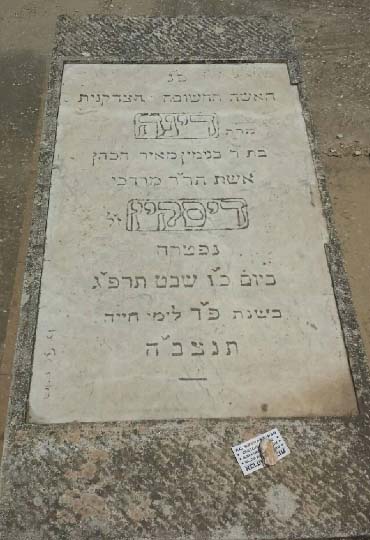 פ״נ
האשה החשובה הצדקנית
מרת דינה
בת ר׳ בנימין מאיר הכהן
אשת הר״ר מרדכי
דיסקין ז״ל
נפטרה
ביום כ״ו שבט תרפ״ג
בשנת פ״ד לימי חייה
תנצב״ה